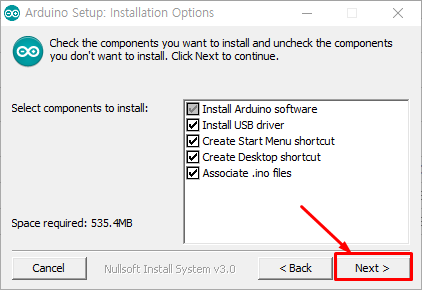 Arduino Setup: Installation Options
Check the components you want to install and uncheck the components
you don't want to install. Click Next to continue.
Select components to install:
Install Arduino software
Install USB driver
Create Start Menu shortcut
Create Desktop shortcut
Associate .ino files
Space required: 535.4MB
Cancel
Nullsoft Install System v3.0
< Back
Next >